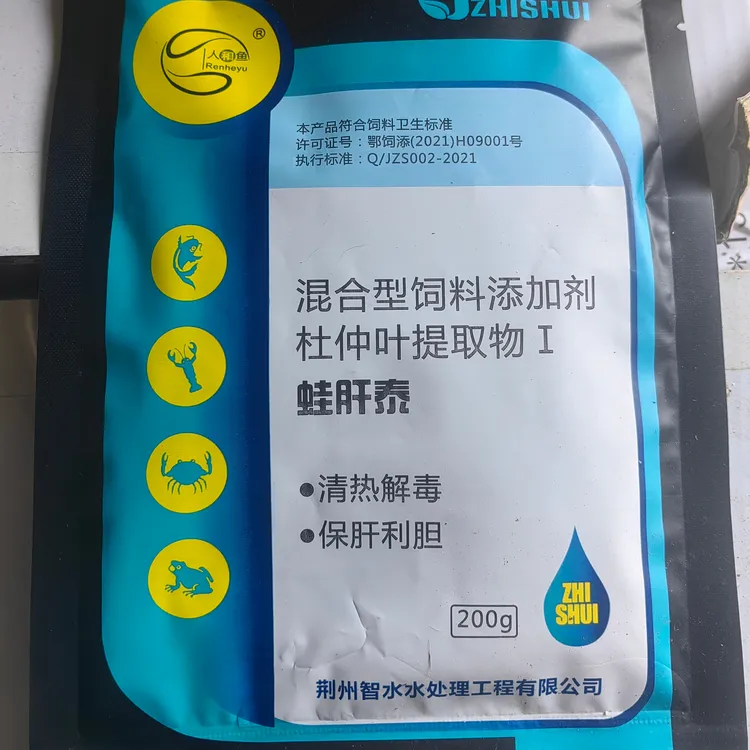 ZHISHUI
人和鱼
Renheyu
®
本产品符合饲料卫生标准
许可证号：鄂饲添(2021)H09001号
执行标准：Q/JZS002-2021
混合型饲料添加剂
杜仲叶提取物 I
蛙肝泰
●清热解毒
●保肝利胆
200g
ZHI
SHUI
荆州智水水处理工程有限公司